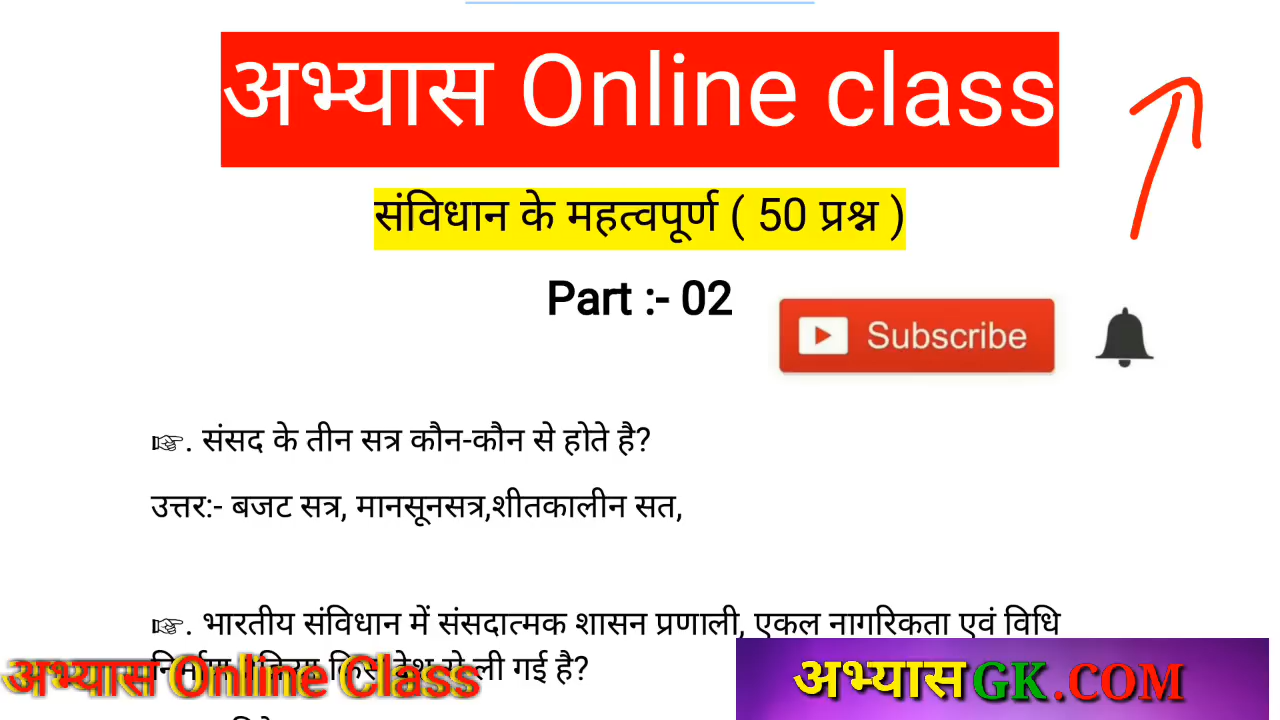 अभ्यास Online class
संविधान के महत्वपूर्ण ( 50 प्रश्न )
Part :- 02
Subscribe
☞. संसद के तीन सत्र कौन-कौन से होते है?
उत्तर:- बजट सत्र, मानसूनसत्र,शीतकालीन सत,
☞. भारतीय संविधान में संसदात्मक शासन प्रणाली, एकल नागरिकता एवं विधि
निर्माण प्रक्रिया किस देश से ली गई है?
अभ्यास Online Class
अभ्यासGK.COM